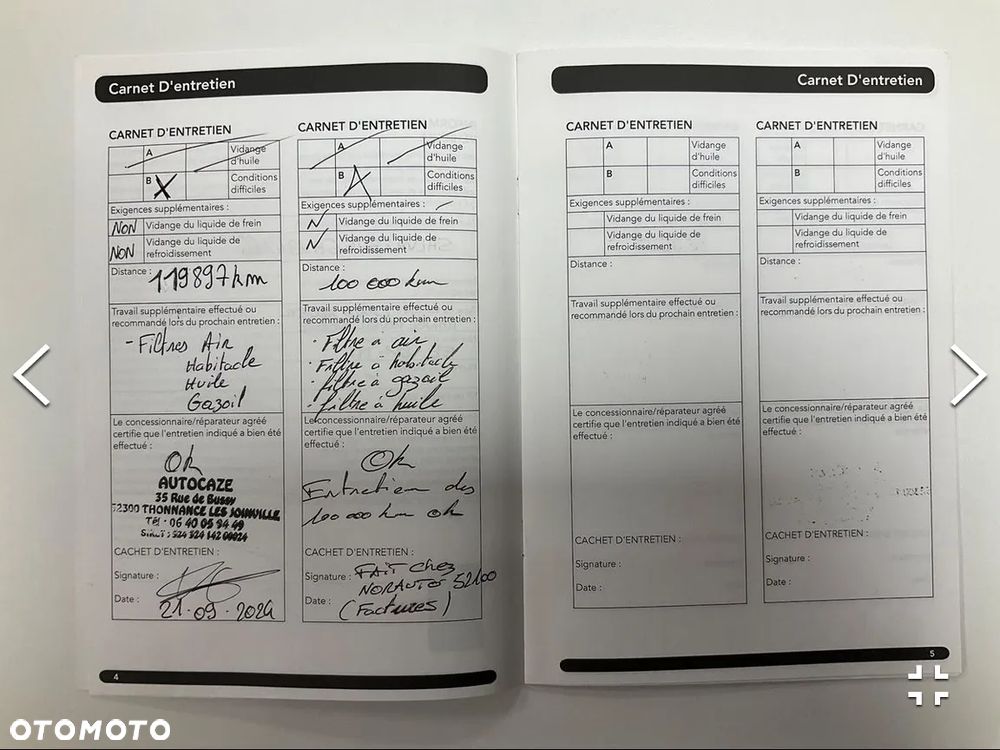 Carnet D'entretien
CARNET D'ENTRETIEN
A
Vidange
d'huile
B X
Conditions
difficiles
Exigences supplémentaires :
NON Vidange du liquide de frein
NON Vidange du liquide de
refroidissement
Distance : 119897km
Travail supplémentaire effectué ou
recommandé lors du prochain entretien :
- Filtres Air
Habitacle
Huile
Gazoil
Le concessionnaire/réparateur agréé
certifie que l'entretien indiqué a bien été
effectué :
Ok
AUTOCAZE
35 Rue de Bussy
52300 THONNANCE LES JOINVILLE
Tél : 06 40 05 94 49
CACHET D'ENTRETIEN :
Signature :
Date : 21.09.2024
CARNET D'ENTRETIEN
A
Vidange
d'huile
B
Conditions
difficiles
Exigences supplémentaires :
N Vidange du liquide de frein
N Vidange du liquide de
refroidissement
Distance :
100 000 km
Travail supplémentaire effectué ou
recommandé lors du prochain entretien :
· Filtre a air
· Filtre à habitacle
· filtre à gazoil
· filtre à huile
Le concessionnaire/réparateur agréé
certifie que l'entretien indiqué a bien été
effectué :
Ok
Entretien des
100 000 km ok
CACHET D'ENTRETIEN :
Signature : FAIT chez
NORAUTO 52100
Date : (Factures)
4
Carnet D'entretien
CARNET D'ENTRETIEN
A
Vidange
d'huile
B
Conditions
difficiles
Exigences supplémentaires :
Vidange du liquide de frein
Vidange du liquide de
refroidissement
Distance :
Travail supplémentaire effectué ou
recommandé lors du prochain entretien :
Le concessionnaire/réparateur agréé
certifie que l'entretien indiqué a bien été
effectué :
CACHET D'ENTRETIEN :
Signature :
Date :
CARNET D'ENTRETIEN
A
Vidange
d'huile
B
Conditions
difficiles
Exigences supplémentaires :
Vidange du liquide de frein
Vidange du liquide de
refroidissement
Distance :
Travail supplémentaire effectué ou
recommandé lors du prochain entretien :
Le concessionnaire/réparateur agréé
certifie que l'entretien indiqué a bien été
effectué :
CACHET D'ENTRETIEN :
Signature :
Date :
5
OTOMOTO